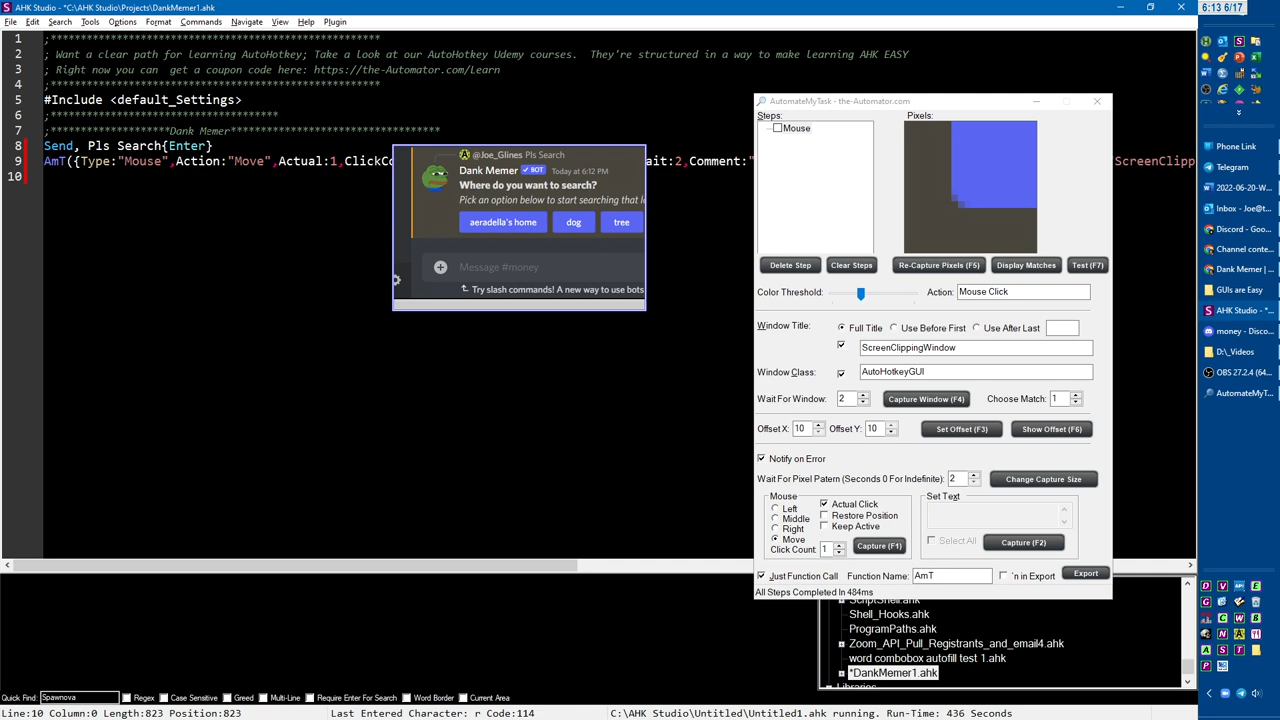 AHK Studio - *C:\AHK Studio\Projects\DankMemer1.ahk
File Edit Search Tools Options Format Commands Navigate View Help Plugin
1 ;****************************************************
2 ; Want a clear path for learning AutoHotkey; Take a look at our AutoHotkey Udemy courses. They're structured in a way to make learning AHK EASY
3 ; Right now you can get a coupon code here: https://the-Automator.com/Learn
4 ;****************************************************
5 #Include <default_Settings>
6 ;***********************************
7 ;*******************Dank Memer*********************************
8 Send, Pls Search{Enter}
9 AmT({Type:"Mouse",Action:"Move",Actual:1,ClickCo
ait:2,Comment:"
ScreenClipp
10
@Joe_Glines Pls Search
Dank Memer BOT Today at 6:12 PM
Where do you want to search?
Pick an option below to start searching that l
aeradella's home dog tree
Message #money
Try slash commands! A new way to use bots
AutomateMyTask - the-Automator.com
Steps: Pixels:
Mouse
Delete Step Clear Steps Re-Capture Pixels (F5) Display Matches Test (F7)
Color Threshold: Action: Mouse Click
Window Title: Full Title Use Before First Use After Last
ScreenClippingWindow
Window Class: AutoHotkeyGUI
Wait For Window: 2 Capture Window (F4) Choose Match: 1
Offset X: 10 Offset Y: 10 Set Offset (F3) Show Offset (F6)
Notify on Error
Wait For Pixel Patern (Seconds 0 For Indefinite): 2 Change Capture Size
Mouse Set Text
Left Actual Click
Middle Restore Position
Right Keep Active
Move
Select All Capture (F2)
Click Count: 1 Capture (F1)
Just Function Call Function Name: AmT `n in Export Export
All Steps Completed In 484ms
ScriptShell.ahk
Shell_Hooks.ahk
ProgramPaths.ahk
Zoom_API_Pull_Registrants_and_email4.ahk
word combobox autofill test 1.ahk
*DankMemer1.ahk
Libraries
Quick Find: Spawnova Regex Case Sensitive Greed Multi-Line Require Enter For Search Word Border Current Area
Line:10 Column:0 Length:823 Position:823 Last Entered Character: r Code:114 C:\AHK Studio\Untitled\Untitled1.ahk running. Run-Time: 436 Seconds
6:13 6/17
Phone Link
Telegram
2022-06-20-W
Inbox - Joe@t
Discord - Goo
Channel conte
Dank Memer |
GUIs are Easy
AHK Studio - *
money - Disco
D:\_Videos
OBS 27.2.4 (64
AutomateMyT